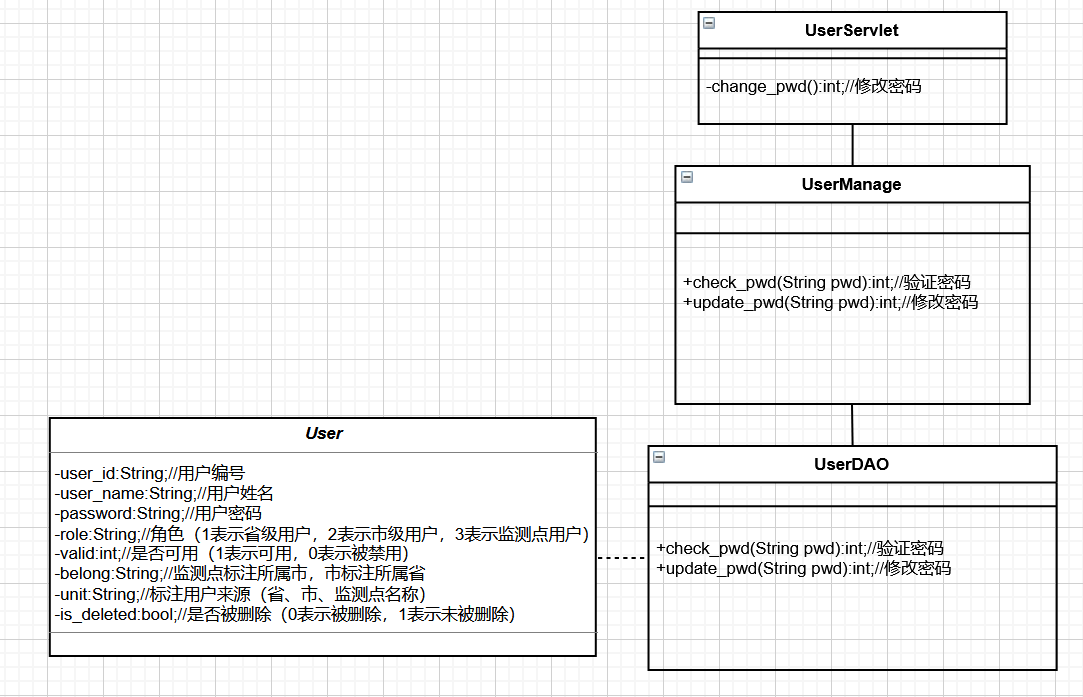 UserServlet
-change_pwd():int;//修改密码
UserManage
+check_pwd(String pwd):int;//验证密码
+update_pwd(String pwd):int;//修改密码
User
-user_id:String;//用户编号
-user_name:String;//用户姓名
-password:String;//用户密码
-role:String;//角色（1表示省级用户，2表示市级用户，3表示监测点用户）
-valid:int;//是否可用（1表示可用，0表示被禁用）
-belong:String;//监测点标注所属市，市标注所属省
-unit:String;//标注用户来源（省、市、监测点名称）
-is_deleted:bool;//是否被删除（0表示被删除，1表示未被删除）
UserDAO
+check_pwd(String pwd):int;//验证密码
+update_pwd(String pwd):int;//修改密码